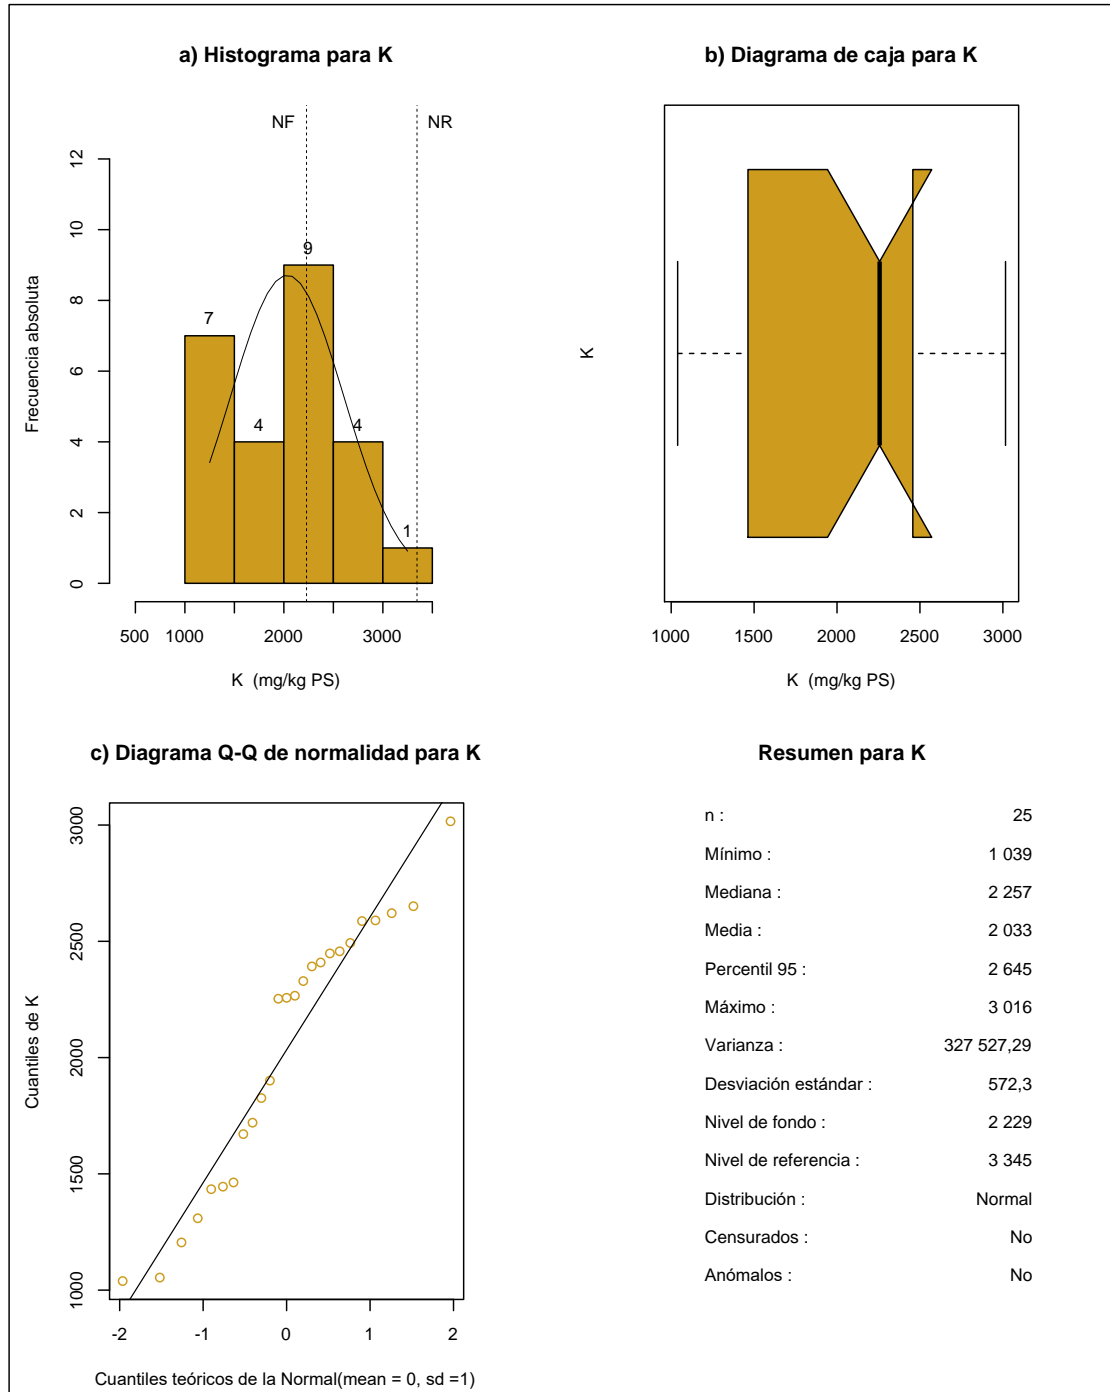 a) Histograma para K
NF
NR
Frecuencia absoluta
0 2 4 6 8 10 12
7
4
9
4
1
500 1000 2000 3000
K (mg/kg PS)
b) Diagrama de caja para K
K
1000 1500 2000 2500 3000
K (mg/kg PS)
c) Diagrama Q-Q de normalidad para K
Cuantiles de K
1000 1500 2000 2500 3000
-2 -1 0 1 2
Cuantiles teóricos de la Normal(mean = 0, sd =1)
Resumen para K
n : 25
Mínimo : 1 039
Mediana : 2 257
Media : 2 033
Percentil 95 : 2 645
Máximo : 3 016
Varianza : 327 527,29
Desviación estándar : 572,3
Nivel de fondo : 2 229
Nivel de referencia : 3 345
Distribución : Normal
Censurados : No
Anómalos : No